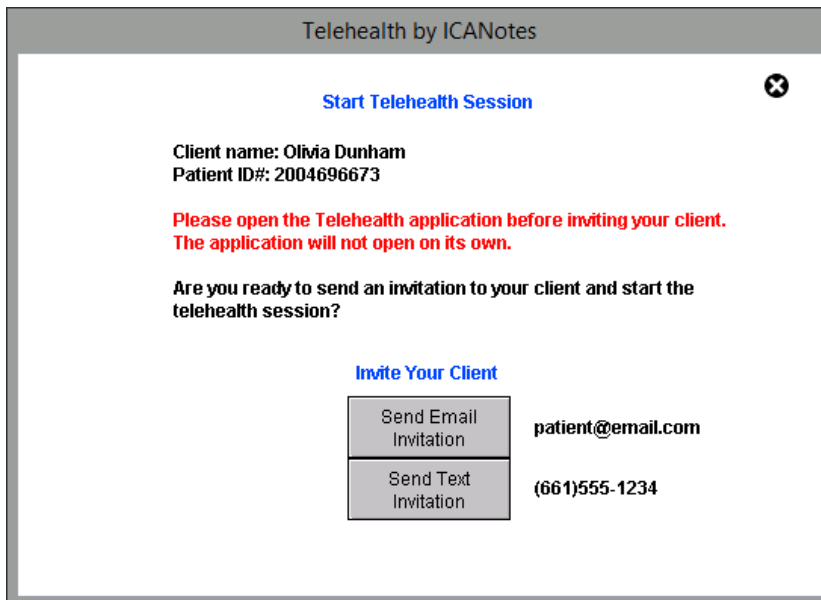 Telehealth by ICANotes
Start Telehealth Session
Client name: Olivia Dunham
Patient ID#: 2004696673
Please open the Telehealth application before inviting your client.
The application will not open on its own.
Are you ready to send an invitation to your client and start the
telehealth session?
Invite Your Client
Send Email
Invitation
patient@email.com
Send Text
Invitation
(661)555-1234